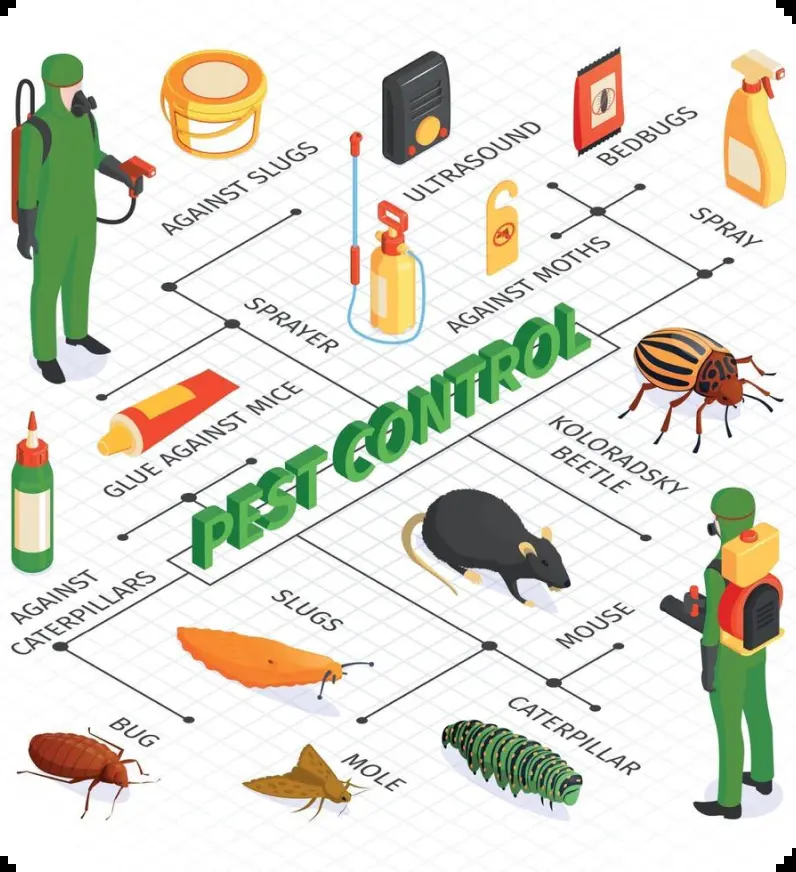 AGAINST SLUGS
ULTRASOUND
BEDBUGS
SPRAY
SPRAYER
AGAINST MOTHS
GLUE AGAINST MICE
PEST CONTROL
KOLORADSKY
BEETLE
AGAINST
CATERPILLARS
SLUGS
MOUSE
BUG
MOLE
CATERPILLAR